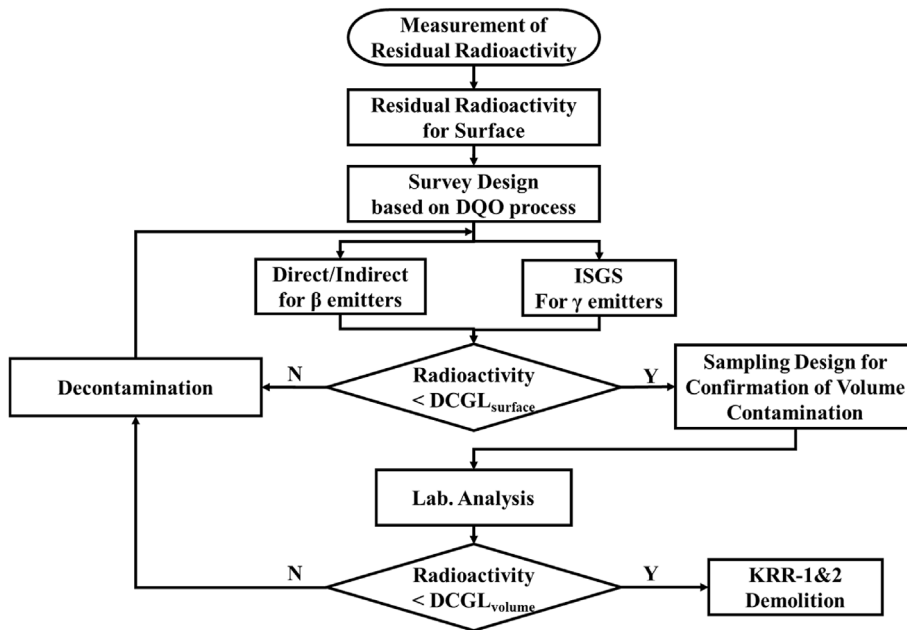 Measurement of
Residual Radioactivity
Residual Radioactivity
for Surface
Survey Design
based on DQO process
Direct/Indirect
for β emitters
ISGS
For γ emitters
Decontamination
N
Radioactivity
< DCGLsurface
Y
Sampling Design for
Confirmation of Volume
Contamination
Lab. Analysis
N
Radioactivity
< DCGLvolume
Y
KRR-1&2
Demolition